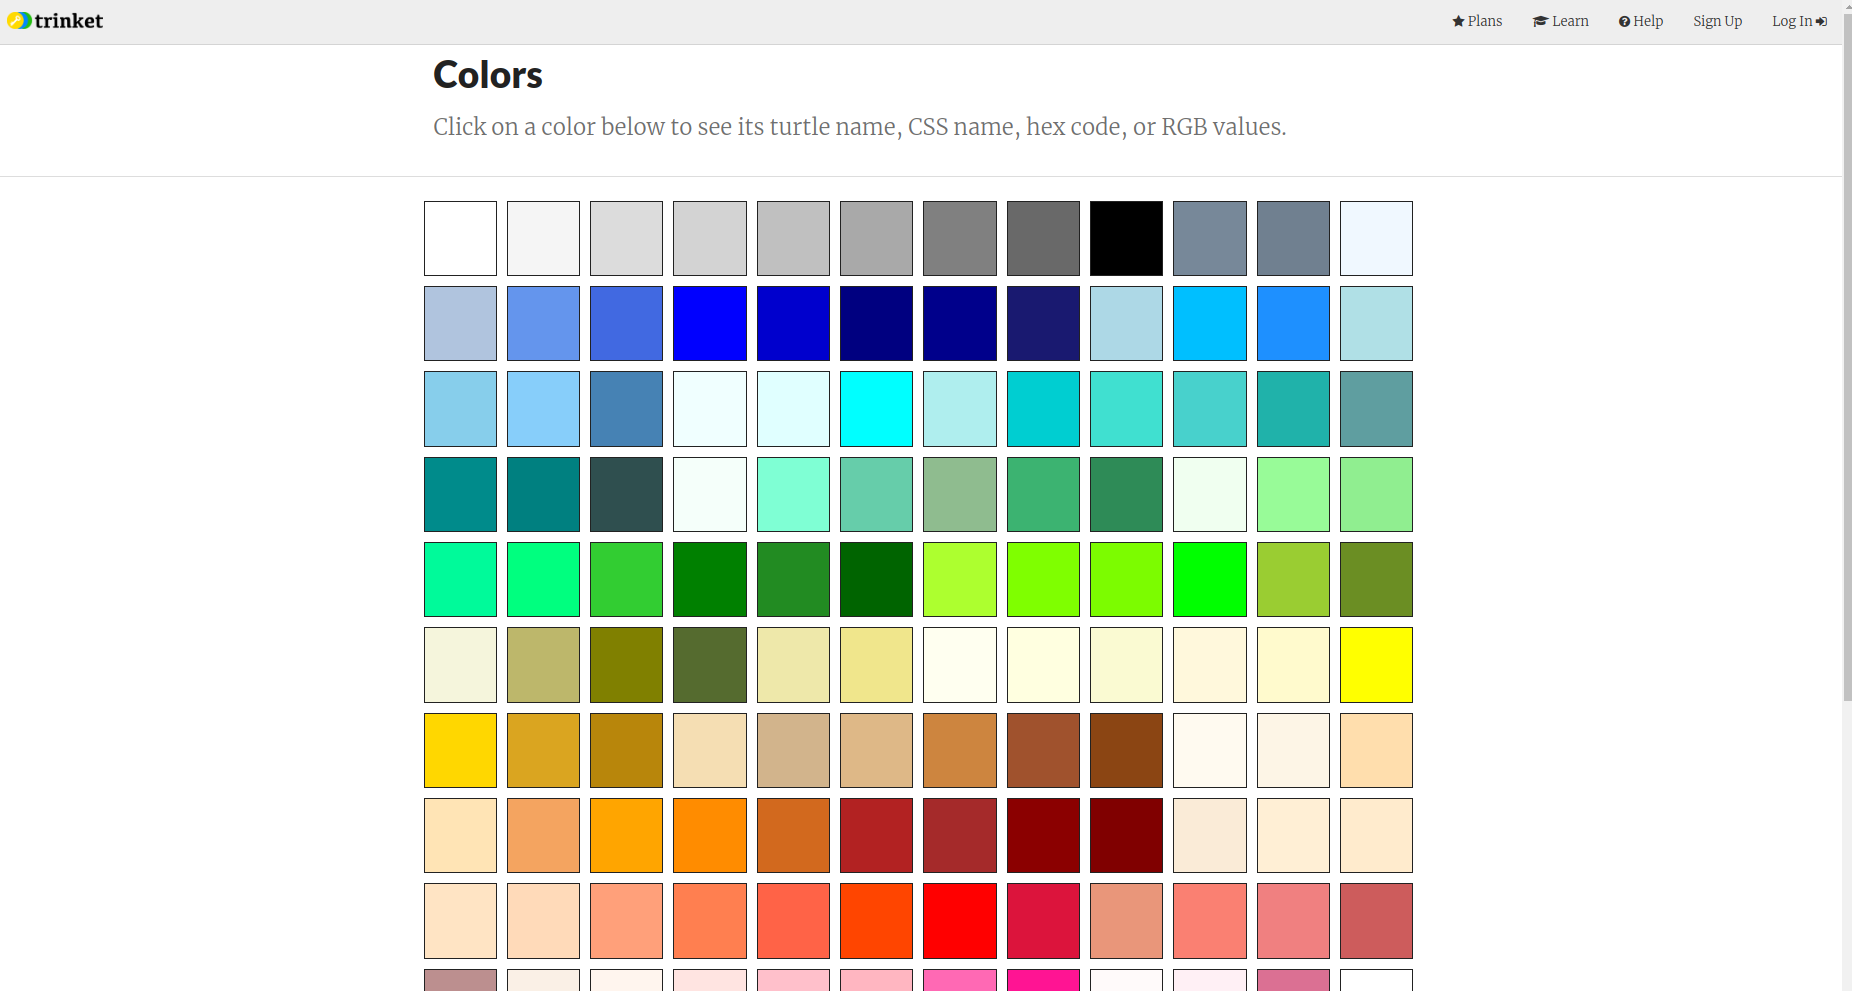 trinket
Plans Learn Help Sign Up Log In
Colors
Click on a color below to see its turtle name, CSS name, hex code, or RGB values.